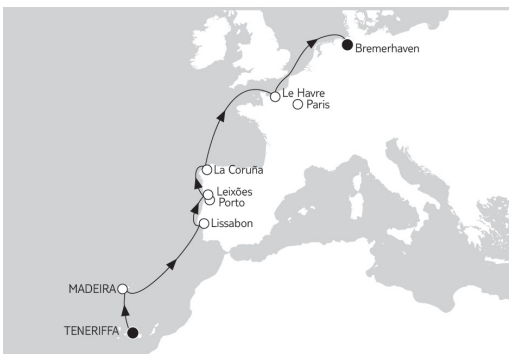 Bremerhaven
Le Havre
Paris
La Coruña
Leixões
Porto
Lissabon
MADEIRA
TENERIFFA